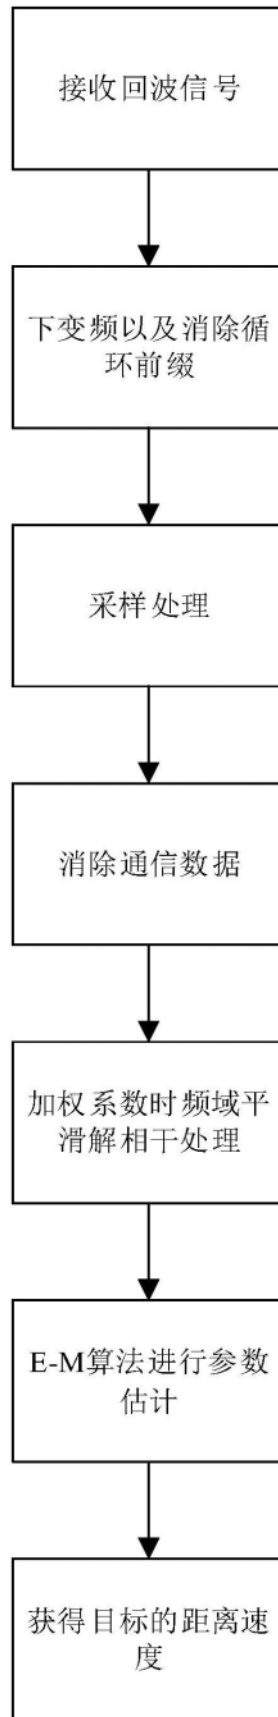 接收回波信号
下变频以及消除循
环前缀
采样处理
消除通信数据
加权系数时频域平
滑解相干处理
E-M算法进行参数
估计
获得目标的距离速
度